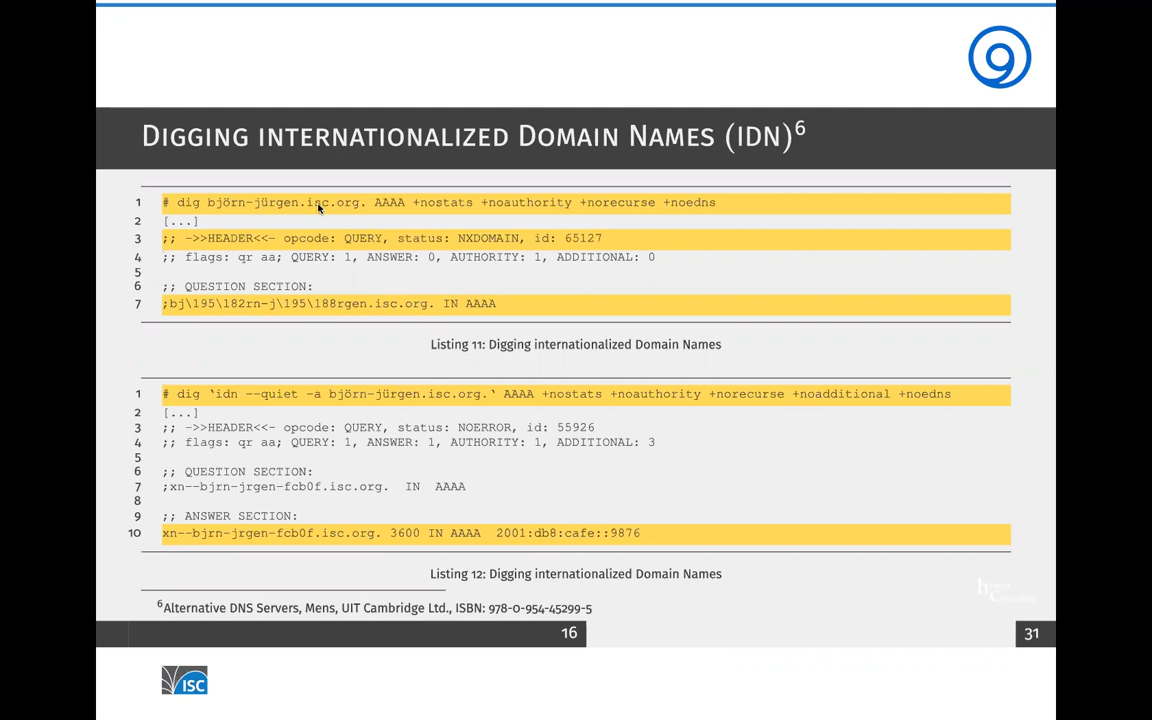 Digging internationalized Domain Names (IDN)6
1 # dig björn-jürgen.isc.org. AAAA +nostats +noauthority +norecurse +noedns
2 [...]
3 ;; ->>HEADER<<- opcode: QUERY, status: NXDOMAIN, id: 65127
4 ;; flags: qr aa; QUERY: 1, ANSWER: 0, AUTHORITY: 1, ADDITIONAL: 0
5
6 ;; QUESTION SECTION:
7 ;bj\195\182rn-j\195\188rgen.isc.org. IN AAAA
Listing 11: Digging internationalized Domain Names
1 # dig ‘idn --quiet -a björn-jürgen.isc.org.‘ AAAA +nostats +noauthority +norecurse +noadditional +noedns
2 [...]
3 ;; ->>HEADER<<- opcode: QUERY, status: NOERROR, id: 55926
4 ;; flags: qr aa; QUERY: 1, ANSWER: 1, AUTHORITY: 1, ADDITIONAL: 3
5
6 ;; QUESTION SECTION:
7 ;xn--bjrn-jrgen-fcb0f.isc.org. IN AAAA
8
9 ;; ANSWER SECTION:
10 xn--bjrn-jrgen-fcb0f.isc.org. 3600 IN AAAA 2001:db8:cafe::9876
Listing 12: Digging internationalized Domain Names
6Alternative DNS Servers, Mens, UIT Cambridge Ltd., ISBN: 978-0-954-45299-5
16
31
ISC